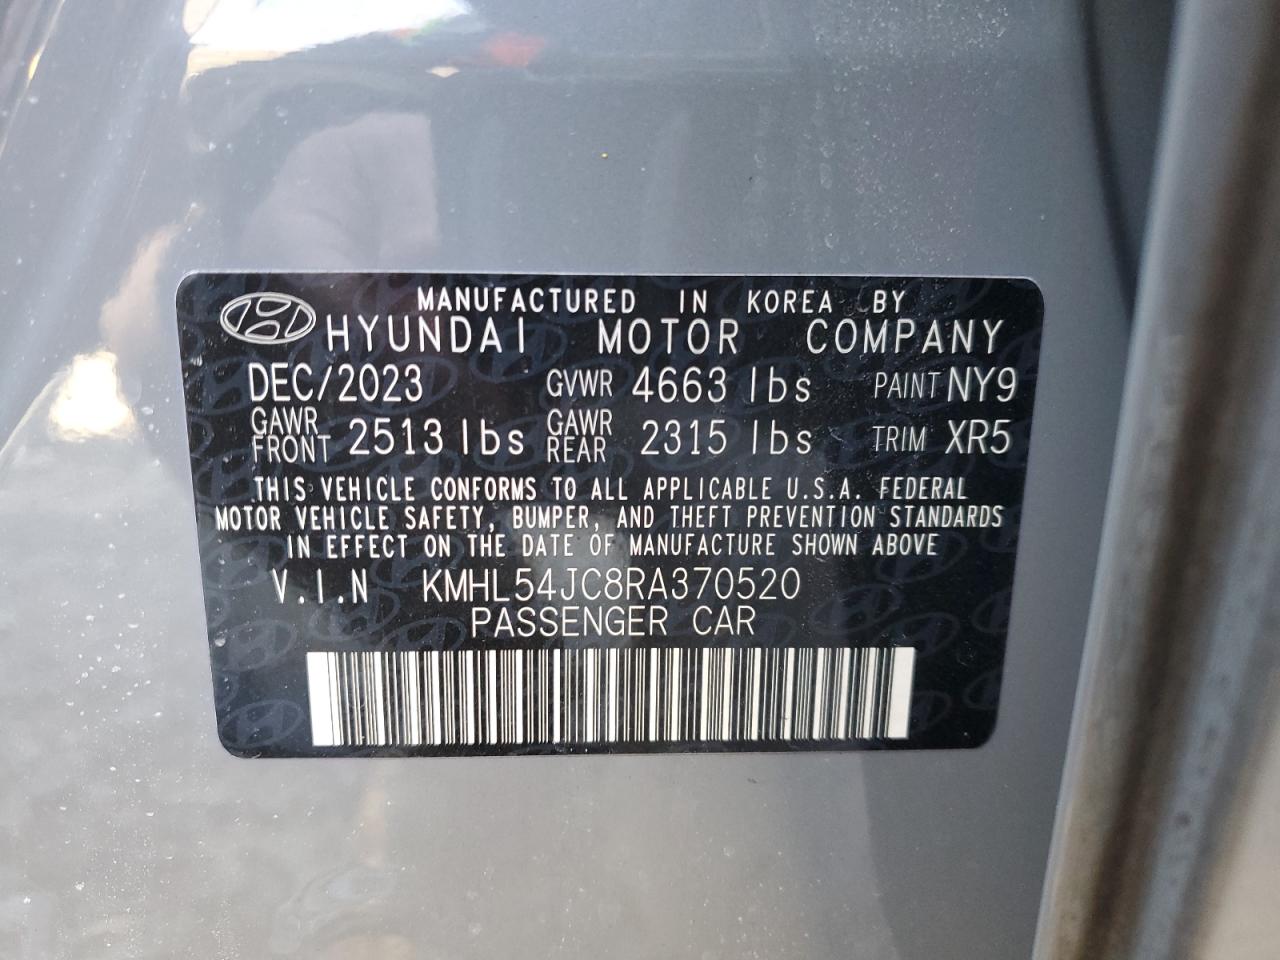 MANUFACTURED IN KOREA BY
HYUNDAI MOTOR COMPANY
DEC/2023 GVWR 4663 lbs PAINT NY9
GAWR FRONT 2513 lbs GAWR REAR 2315 lbs TRIM XR5
THIS VEHICLE CONFORMS TO ALL APPLICABLE U.S.A. FEDERAL
MOTOR VEHICLE SAFETY, BUMPER, AND THEFT PREVENTION STANDARDS
IN EFFECT ON THE DATE OF MANUFACTURE SHOWN ABOVE
V.I.N KMHL54JC8RA370520
PASSENGER CAR